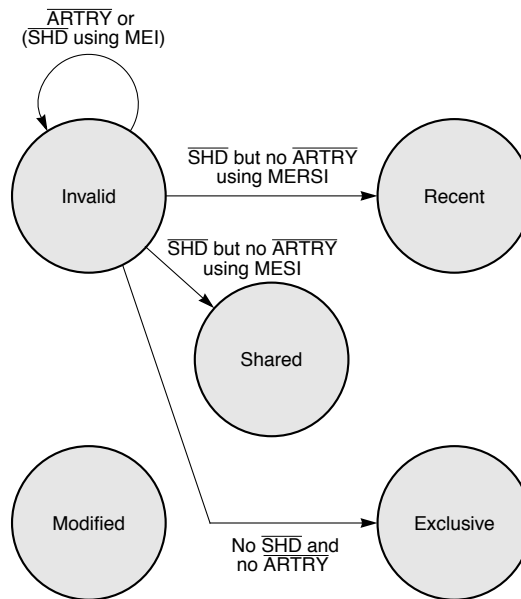 ARTRY or
(SHD using MEI)
Invalid
SHD but no ARTRY
using MERSI
Recent
SHD but no ARTRY
using MESI
Shared
Modified
Exclusive
No SHD and
no ARTRY